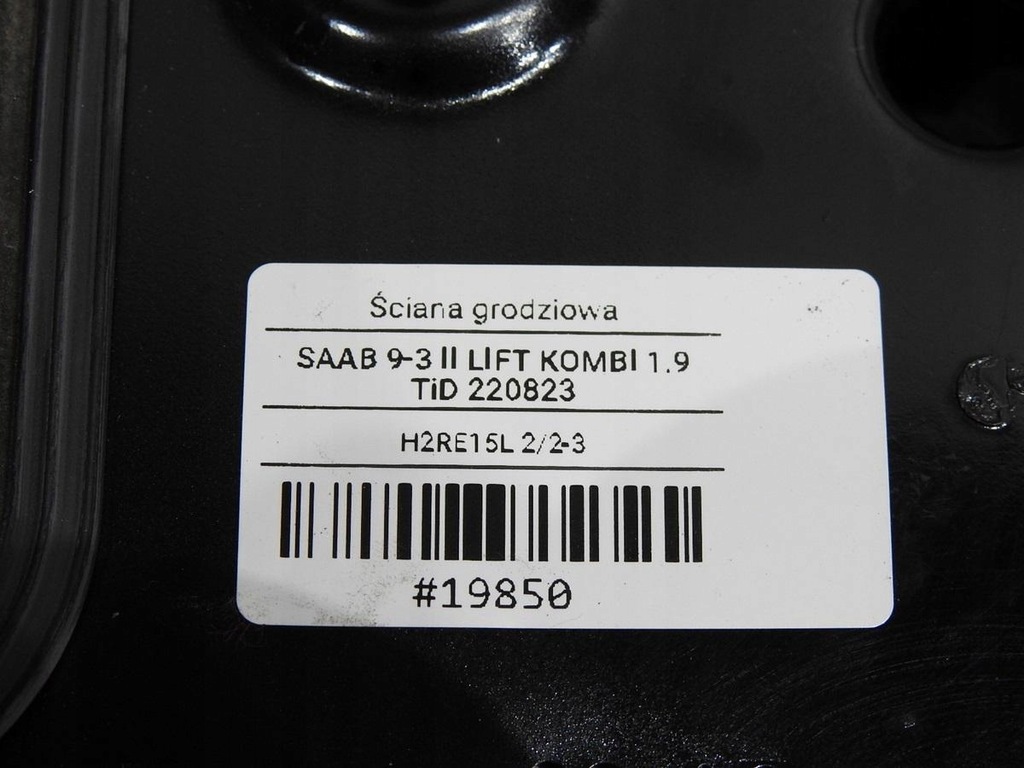 Ściana grodziowa
SAAB 9-3 II LIFT KOMBI 1.9
TiD 220823
H2RE15L 2/2-3
#19850